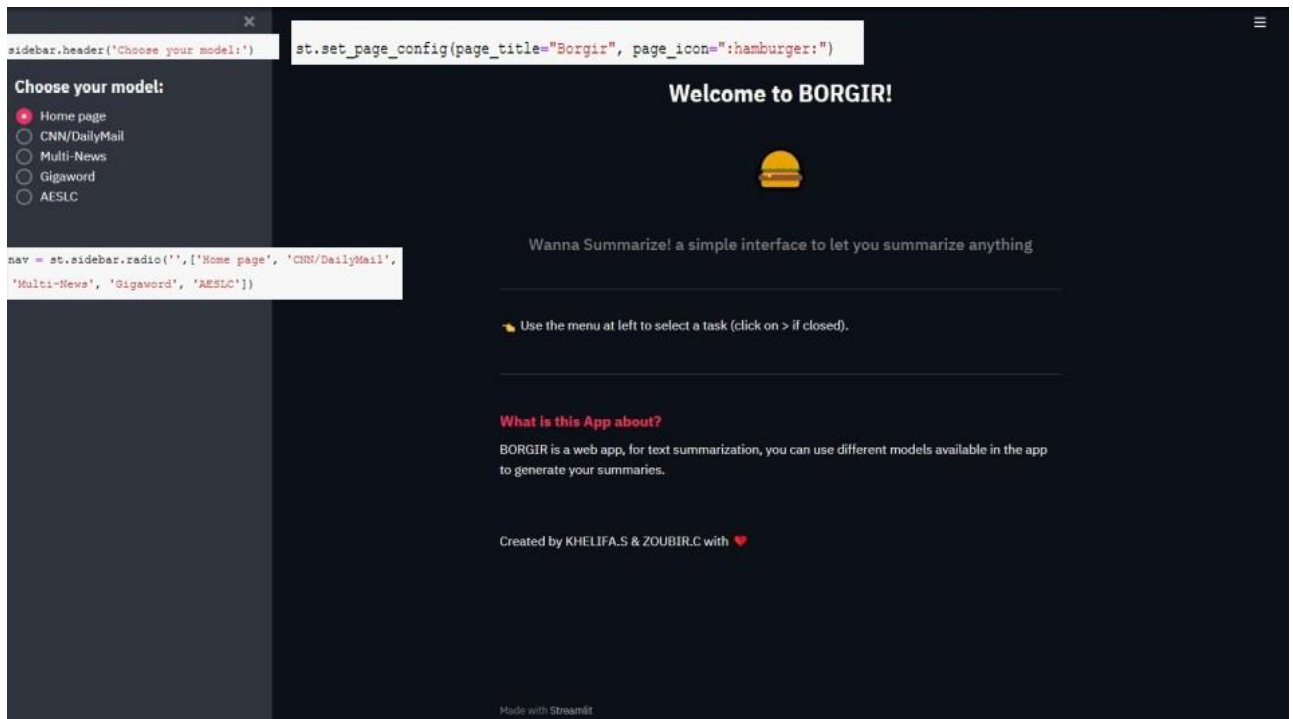 sidebar.header('Choose your model:')
st.set_page_config(page_title="Borgir", page_icon=":hamburger:")
Choose your model:
Home page
CNN/DailyMail
Multi-News
Gigaword
AESLC
nav = st.sidebar.radio('',['Home page', 'CNN/DailyMail',
'Multi-News', 'Gigaword', 'AESLC'])
Welcome to BORGIR!
Wanna Summarize! a simple interface to let you summarize anything
Use the menu at left to select a task (click on > if closed).
What is this App about?
BORGIR is a web app, for text summarization, you can use different models available in the app
to generate your summaries.
Created by KHELIFA.S & ZOUBIR.C with
Made with Streamlit